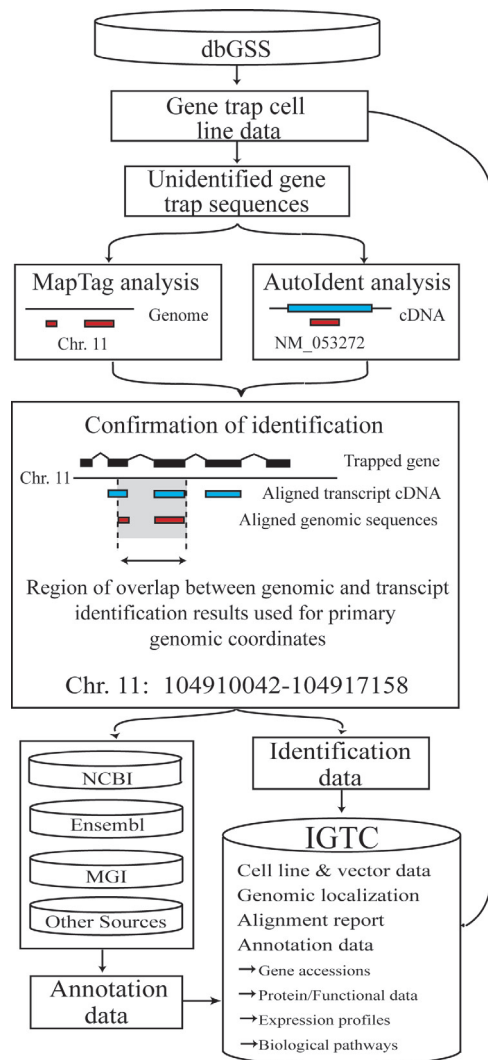 dbGSS
Gene trap cell
line data
Unidentified gene
trap sequences
MapTag analysis
Genome
Chr. 11
AutoIdent analysis
cDNA
NM_053272
Confirmation of identification
Trapped gene
Chr. 11
Aligned transcript cDNA
Aligned genomic sequences
Region of overlap between genomic and transcipt
identification results used for primary
genomic coordinates
Chr. 11: 104910042-104917158
NCBI
Ensembl
MGI
Other Sources
Annotation
data
Identification
data
IGTC
Cell line & vector data
Genomic localization
Alignment report
Annotation data
Gene accessions
Protein/Functional data
Expression profiles
Biological pathways